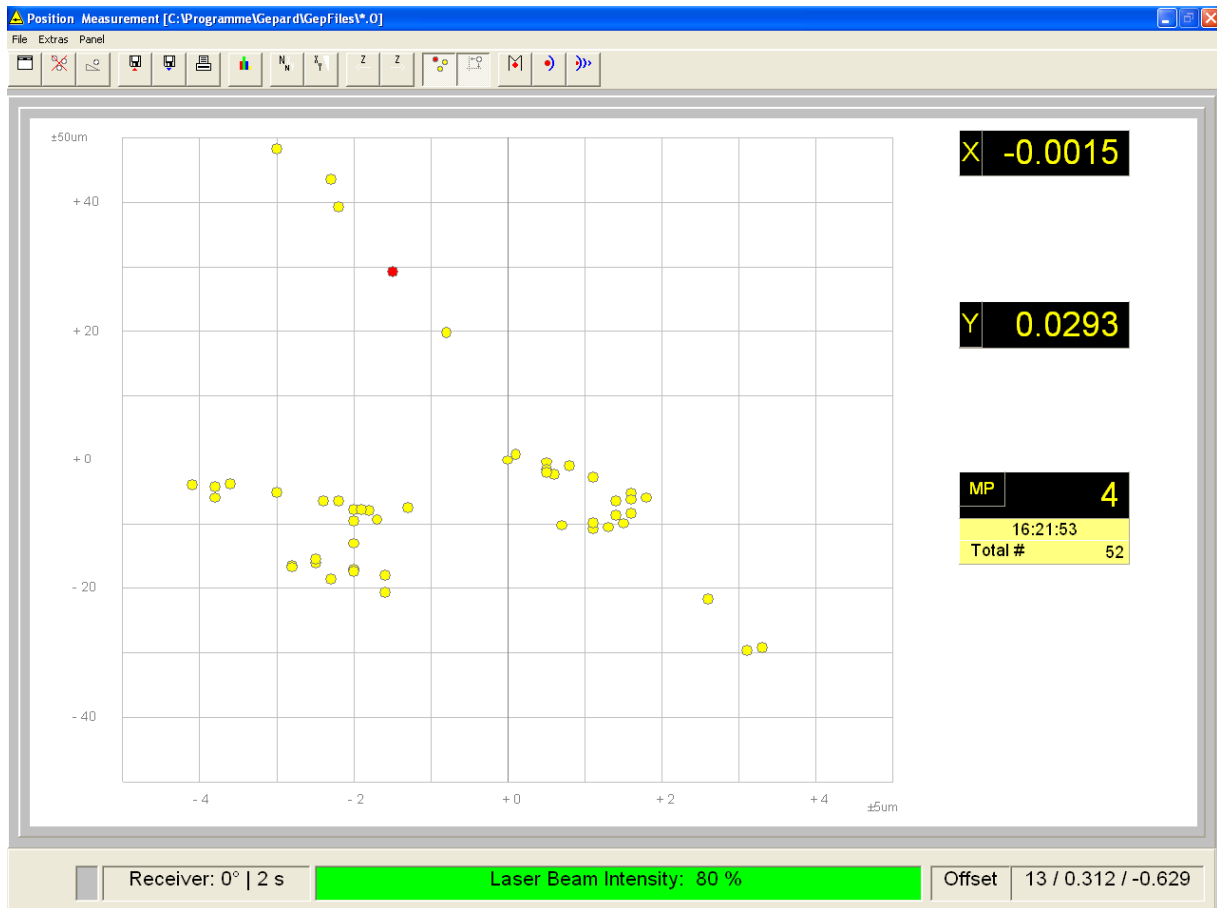 Position Measurement [C:\Programme\Gepard\GepFiles\*.O]
File Extras Panel
N N X Y Z Z
±50um
X -0.0015
+ 40
Y 0.0293
+ 20
+ 0
MP 4
16:21:53
Total # 52
- 20
- 40
- 4 - 2 + 0 + 2 + 4 ±5um
Receiver: 0° | 2 s
Laser Beam Intensity: 80 %
Offset 13 / 0.312 / -0.629